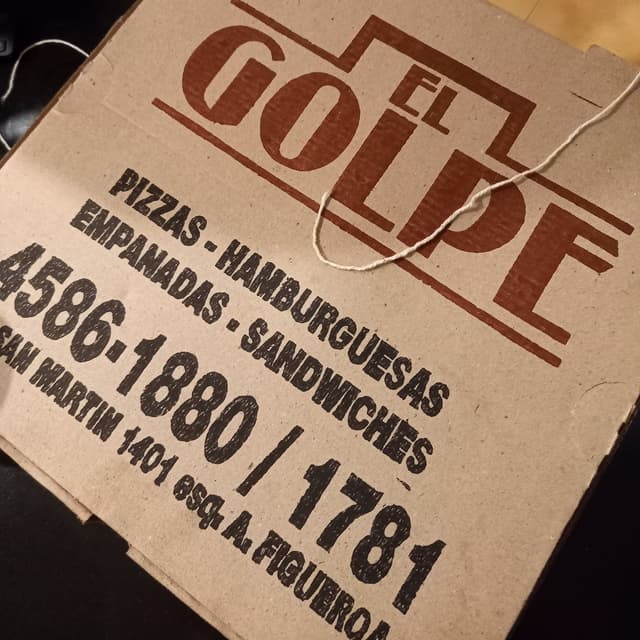 EL
GOLPE
PIZZAS - HAMBURGUESAS
EMPANADAS - SANDWICHES
4586-1880 / 1781
SAN MARTIN 1401 esq. A. FIGUEROA